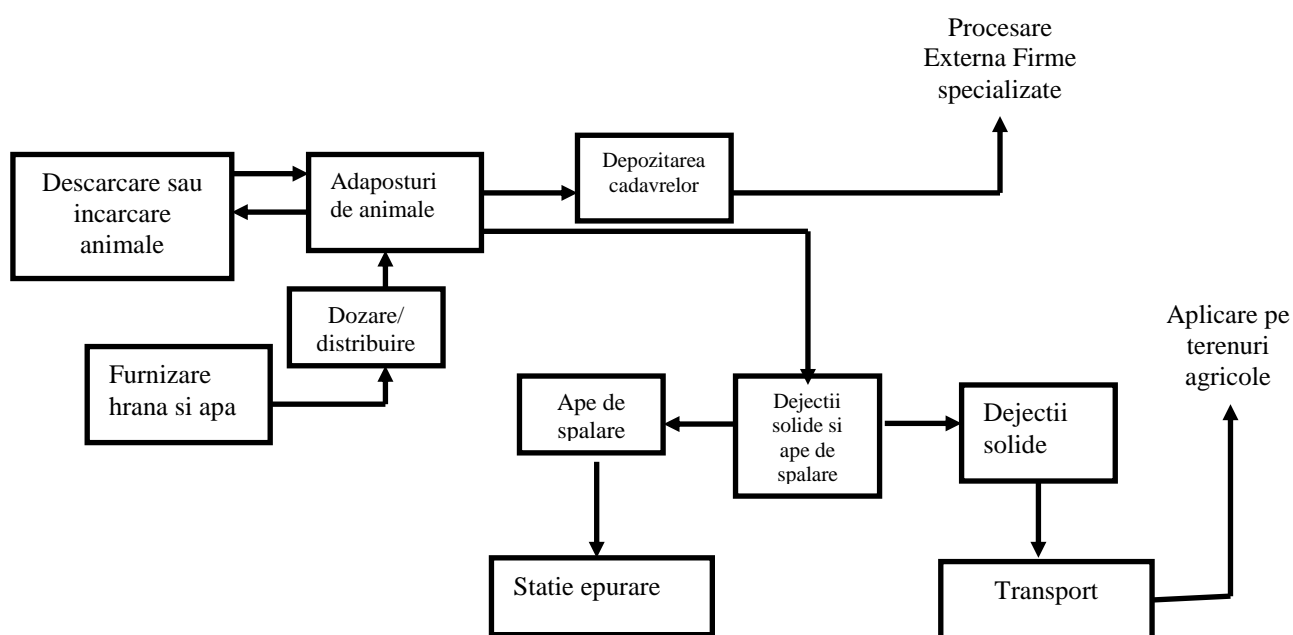 Procesare
Externa Firme
specializate
Descarcare sau
incarcare
animale
Adaposturi
de animale
Depozitarea
cadavrelor
Dozare/
distribuire
Furnizare
hrana si apa
Aplicare pe
terenuri
agricole
Ape de
spalare
Dejectii
solide si
ape de
spalare
Dejectii
solide
Statie epurare
Transport